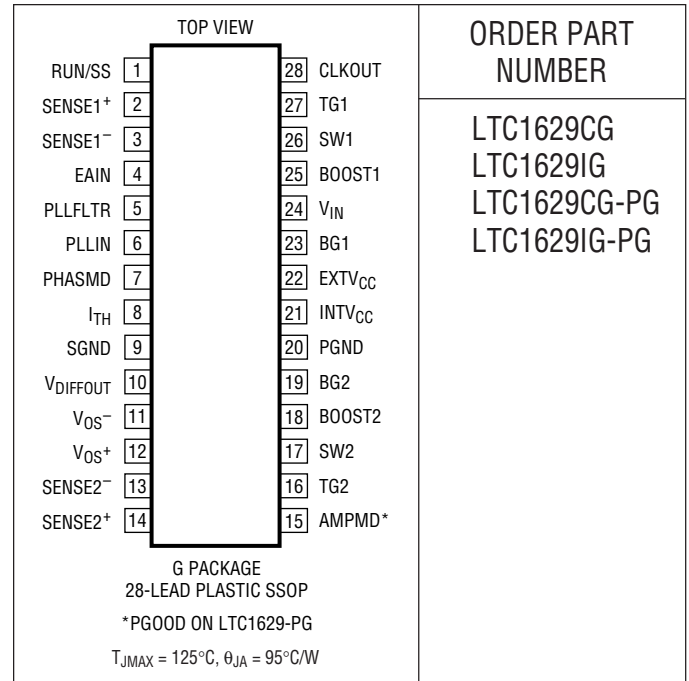 TOP VIEW
RUN/SS 1 28 CLKOUT
SENSE1⁺ 2 27 TG1
SENSE1⁻ 3 26 SW1
EAIN 4 25 BOOST1
PLLFLTR 5 24 V_IN
PLLIN 6 23 BG1
PHASMD 7 22 EXTV_CC
I_TH 8 21 INTV_CC
SGND 9 20 PGND
V_DIFFOUT 10 19 BG2
V_OS⁻ 11 18 BOOST2
V_OS⁺ 12 17 SW2
SENSE2⁻ 13 16 TG2
SENSE2⁺ 14 15 AMPMD*
G PACKAGE
28-LEAD PLASTIC SSOP
*PGOOD ON LTC1629-PG
T_JMAX = 125°C, θ_JA = 95°C/W
ORDER PART
NUMBER
LTC1629CG
LTC1629IG
LTC1629CG-PG
LTC1629IG-PG